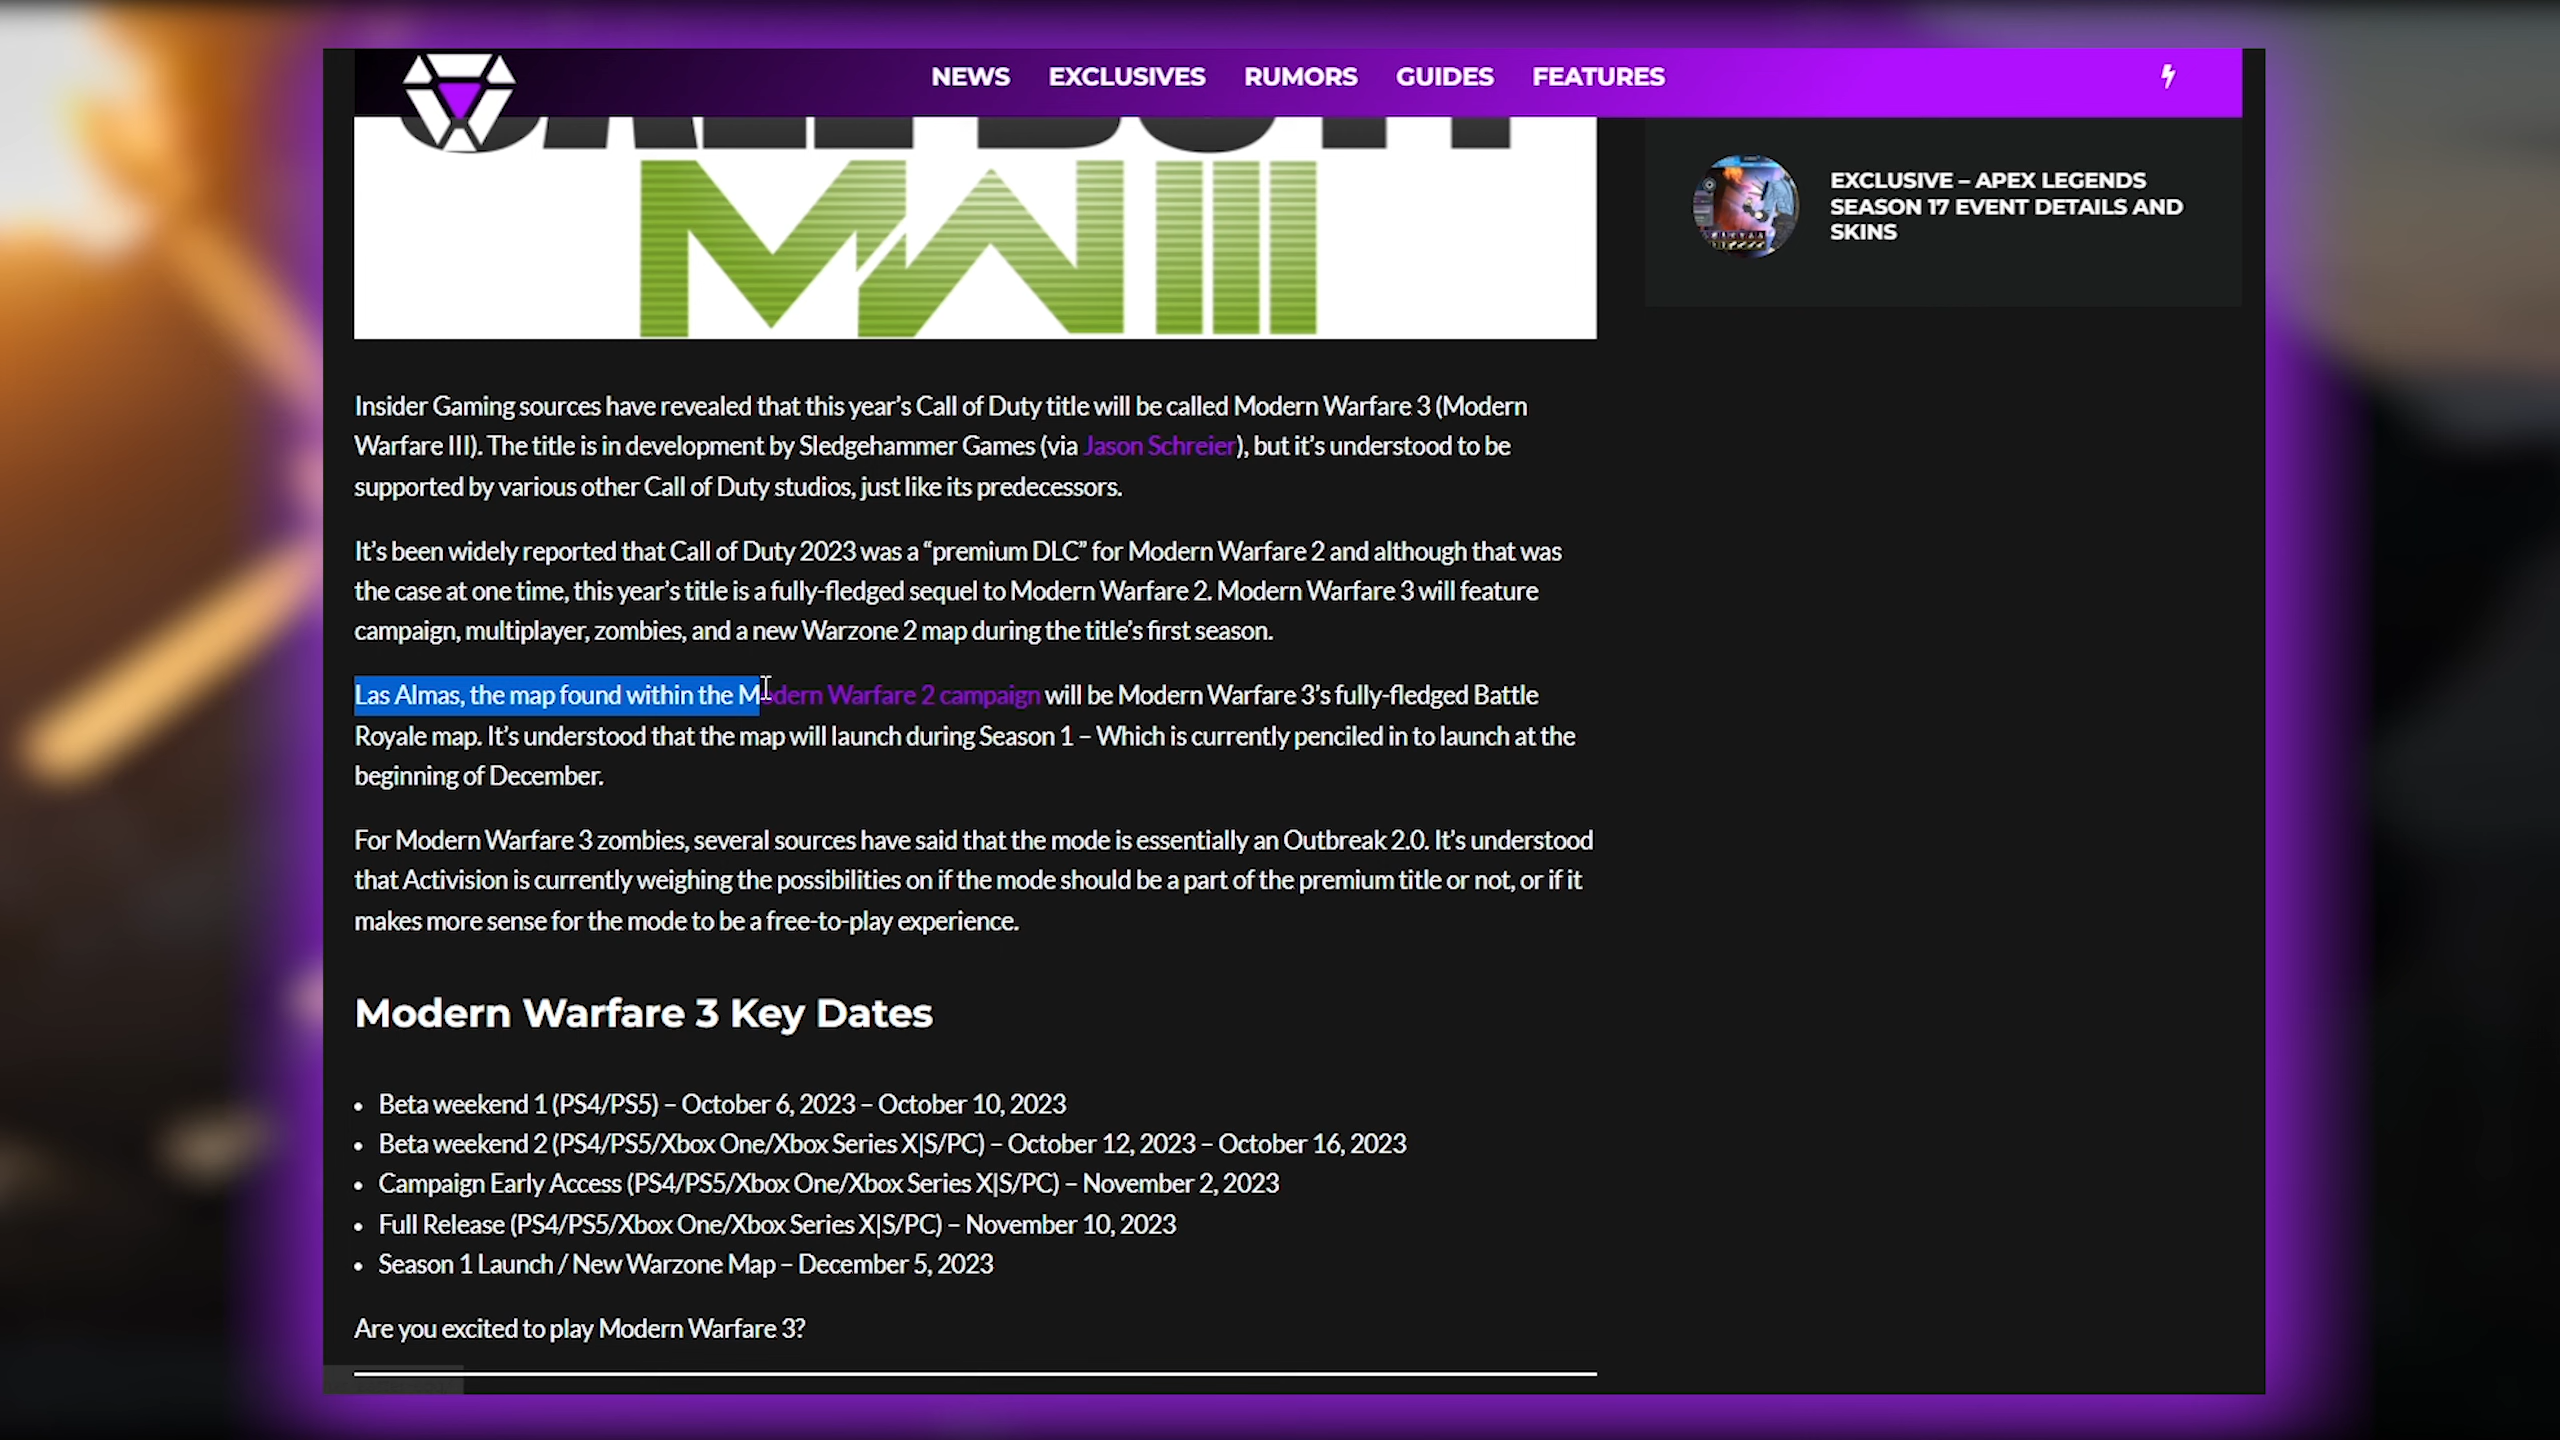 NEWS EXCLUSIVES RUMORS GUIDES FEATURES
MWIII
EXCLUSIVE – APEX LEGENDS
SEASON 17 EVENT DETAILS AND
SKINS
Insider Gaming sources have revealed that this year’s Call of Duty title will be called Modern Warfare 3 (Modern
Warfare III). The title is in development by Sledgehammer Games (via Jason Schreier), but it’s understood to be
supported by various other Call of Duty studios, just like its predecessors.
It’s been widely reported that Call of Duty 2023 was a “premium DLC” for Modern Warfare 2 and although that was
the case at one time, this year’s title is a fully-fledged sequel to Modern Warfare 2. Modern Warfare 3 will feature
campaign, multiplayer, zombies, and a new Warzone 2 map during the title’s first season.
Las Almas, the map found within the Modern Warfare 2 campaign will be Modern Warfare 3’s fully-fledged Battle
Royale map. It’s understood that the map will launch during Season 1 – Which is currently penciled in to launch at the
beginning of December.
For Modern Warfare 3 zombies, several sources have said that the mode is essentially an Outbreak 2.0. It’s understood
that Activision is currently weighing the possibilities on if the mode should be a part of the premium title or not, or if it
makes more sense for the mode to be a free-to-play experience.
Modern Warfare 3 Key Dates
• Beta weekend 1 (PS4/PS5) – October 6, 2023 – October 10, 2023
• Beta weekend 2 (PS4/PS5/Xbox One/Xbox Series X|S/PC) – October 12, 2023 – October 16, 2023
• Campaign Early Access (PS4/PS5/Xbox One/Xbox Series X|S/PC) – November 2, 2023
• Full Release (PS4/PS5/Xbox One/Xbox Series X|S/PC) – November 10, 2023
• Season 1 Launch / New Warzone Map – December 5, 2023
Are you excited to play Modern Warfare 3?